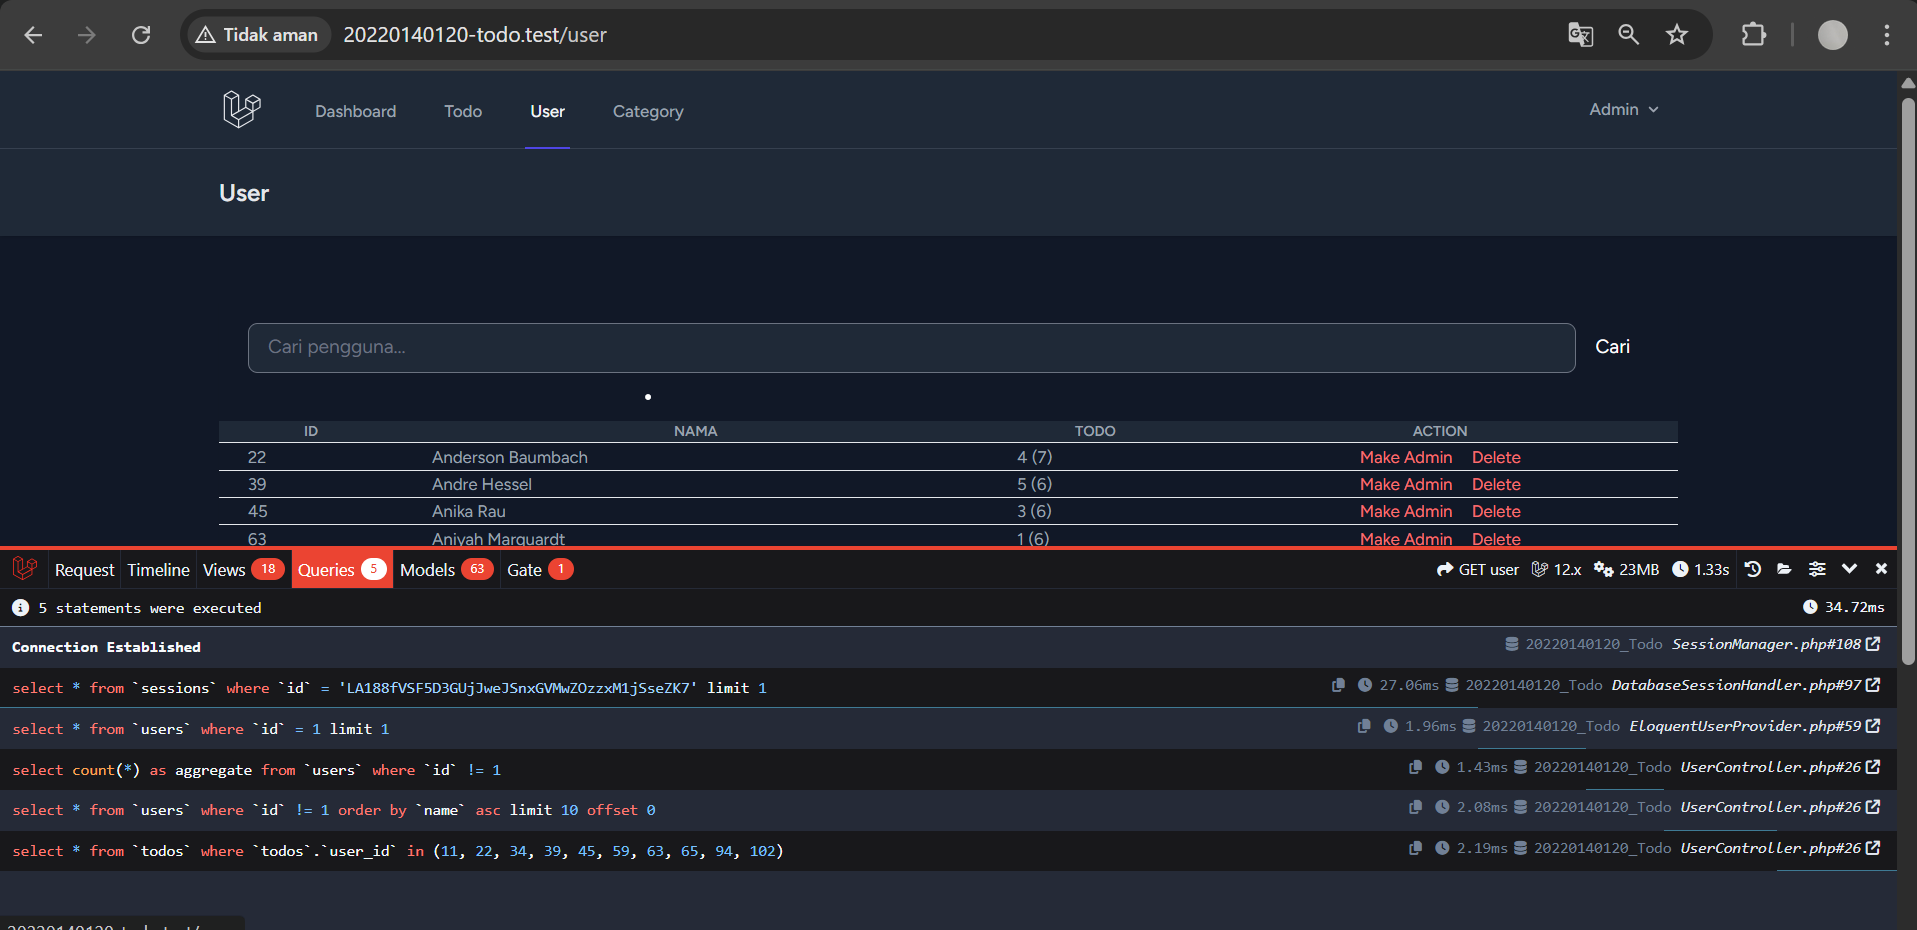 Tidak aman 20220140120-todo.test/user
Dashboard Todo User Category Admin
User
Cari pengguna... Cari
ID NAMA TODO ACTION
22 Anderson Baumbach 4 (7) Make Admin Delete
39 Andre Hessel 5 (6) Make Admin Delete
45 Anika Rau 3 (6) Make Admin Delete
63 Aniyah Marquardt 1 (6) Make Admin Delete
Request Timeline Views 18 Queries 5 Models 63 Gate 1 GET user 12.x 23MB 1.33s
5 statements were executed 34.72ms
Connection Established 20220140120_Todo SessionManager.php#108
select * from `sessions` where `id` = 'LA188fVSF5D3GUjJweJSnxGVMwZOzzxM1jSseZK7' limit 1 27.06ms 20220140120_Todo DatabaseSessionHandler.php#97
select * from `users` where `id` = 1 limit 1 1.96ms 20220140120_Todo EloquentUserProvider.php#59
select count(*) as aggregate from `users` where `id` != 1 1.43ms 20220140120_Todo UserController.php#26
select * from `users` where `id` != 1 order by `name` asc limit 10 offset 0 2.08ms 20220140120_Todo UserController.php#26
select * from `todos` where `todos`.`user_id` in (11, 22, 34, 39, 45, 59, 63, 65, 94, 102) 2.19ms 20220140120_Todo UserController.php#26